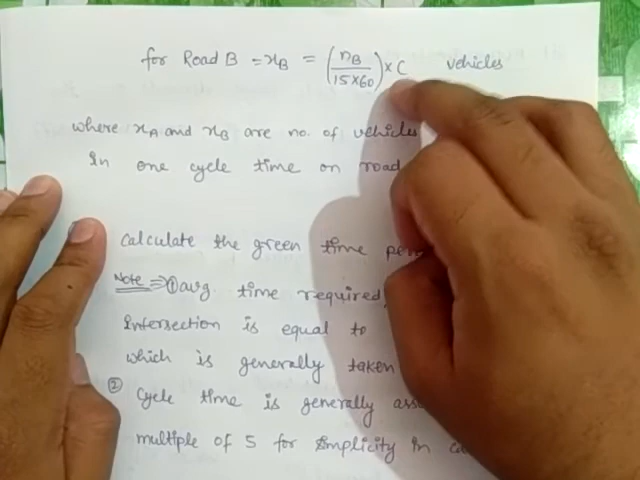 for Road B = xB = (nB / 15×60) × C vehicles
where xA and xB are no. of vehicles
In one cycle time on road
calculate the green time
Note ⇒ ① avg time required
Intersection is equal to
which is generally taken
② Cycle time is generally
multiple of 5 for simplicity in